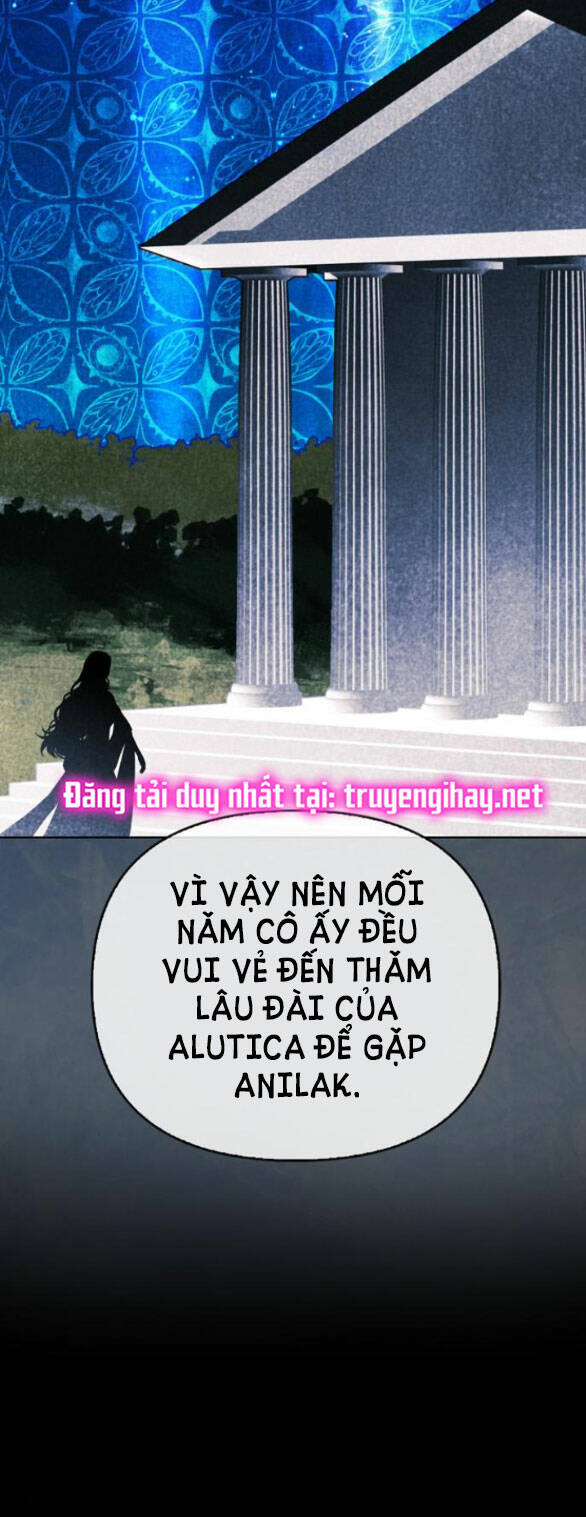 Đăng tải duy nhất tại: truyengihay.net
VÌ VẬY NÊN MỖI
NĂM CÔ ẤY ĐỀU
VUI VẺ ĐẾN THĂM
LÂU ĐÀI CỦA
ALUTICA ĐỂ GẶP
ANILAK.